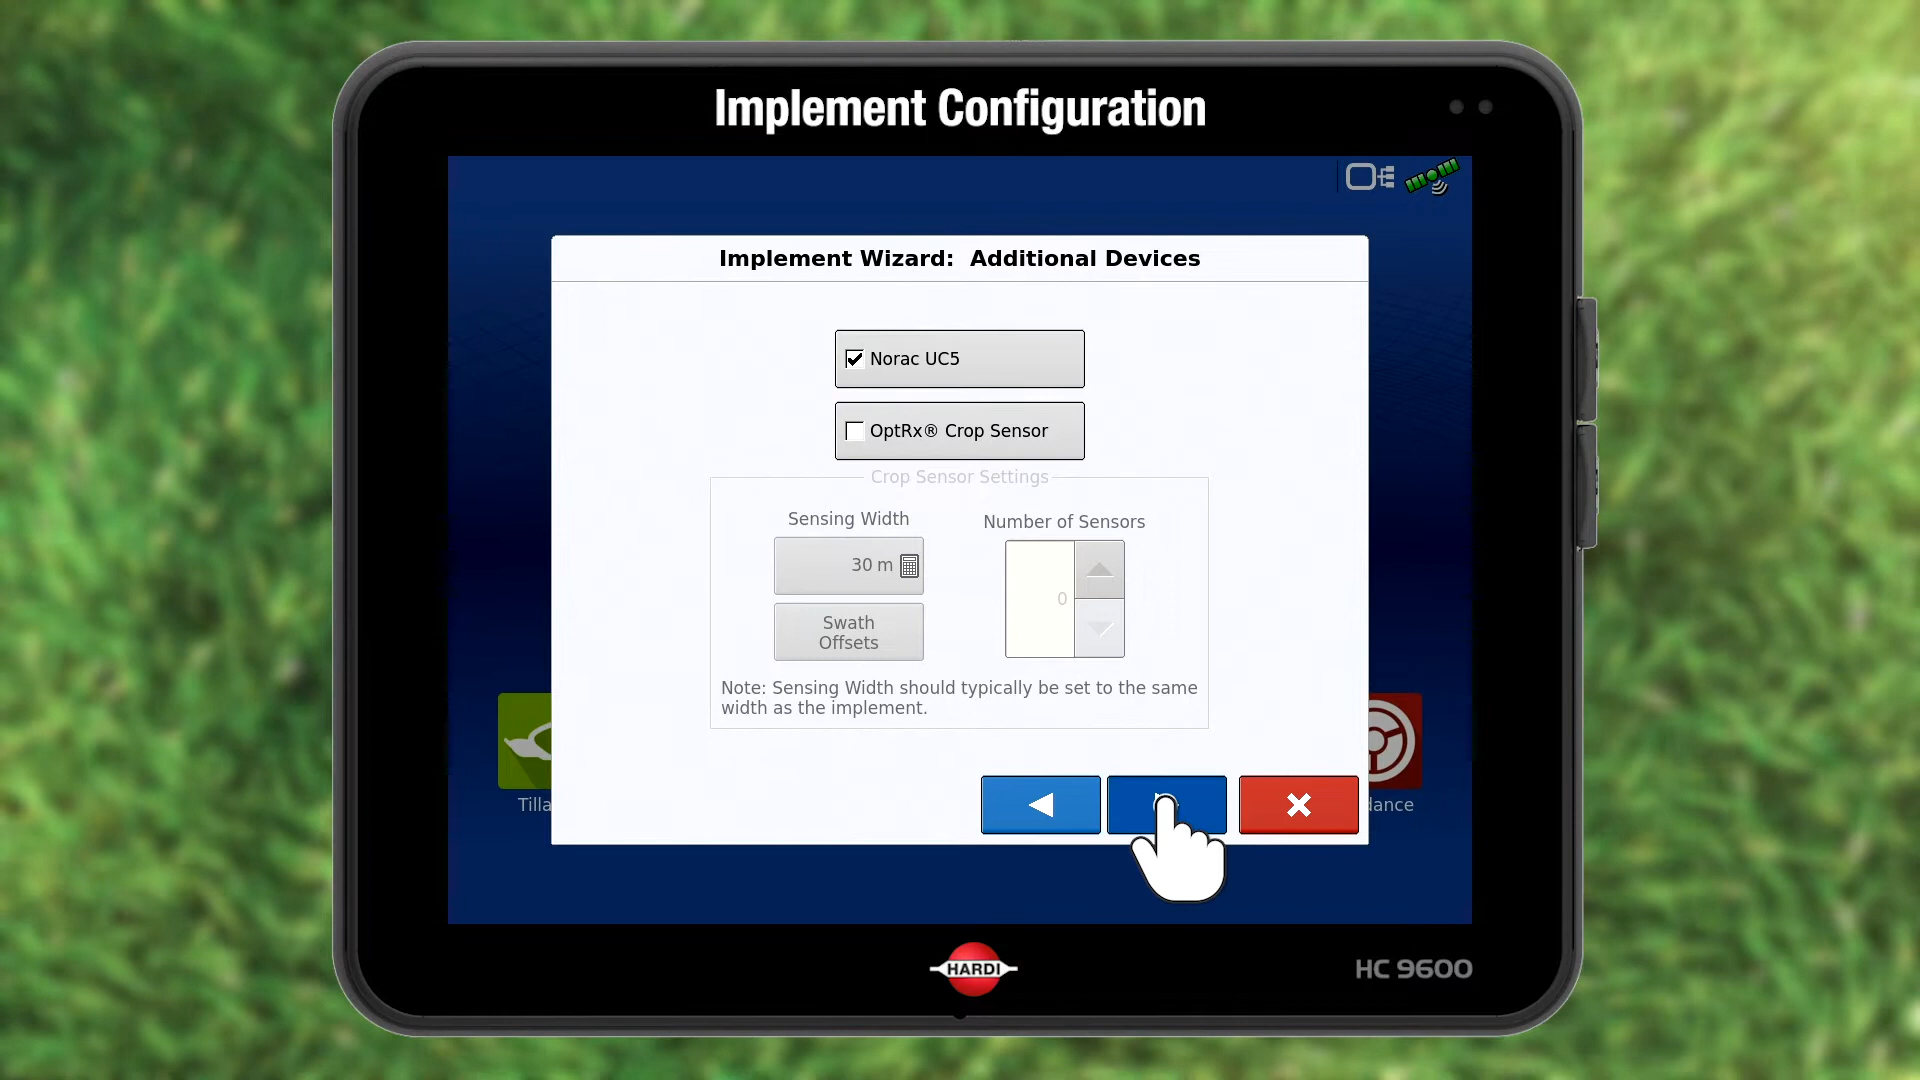 Implement Configuration
Implement Wizard: Additional Devices
Norac UC5
OptRx® Crop Sensor
Crop Sensor Settings
Sensing Width
Number of Sensors
30 m
0
Swath
Offsets
Note: Sensing Width should typically be set to the same
width as the implement.
Tilla
dance
HARDI
HC 9600